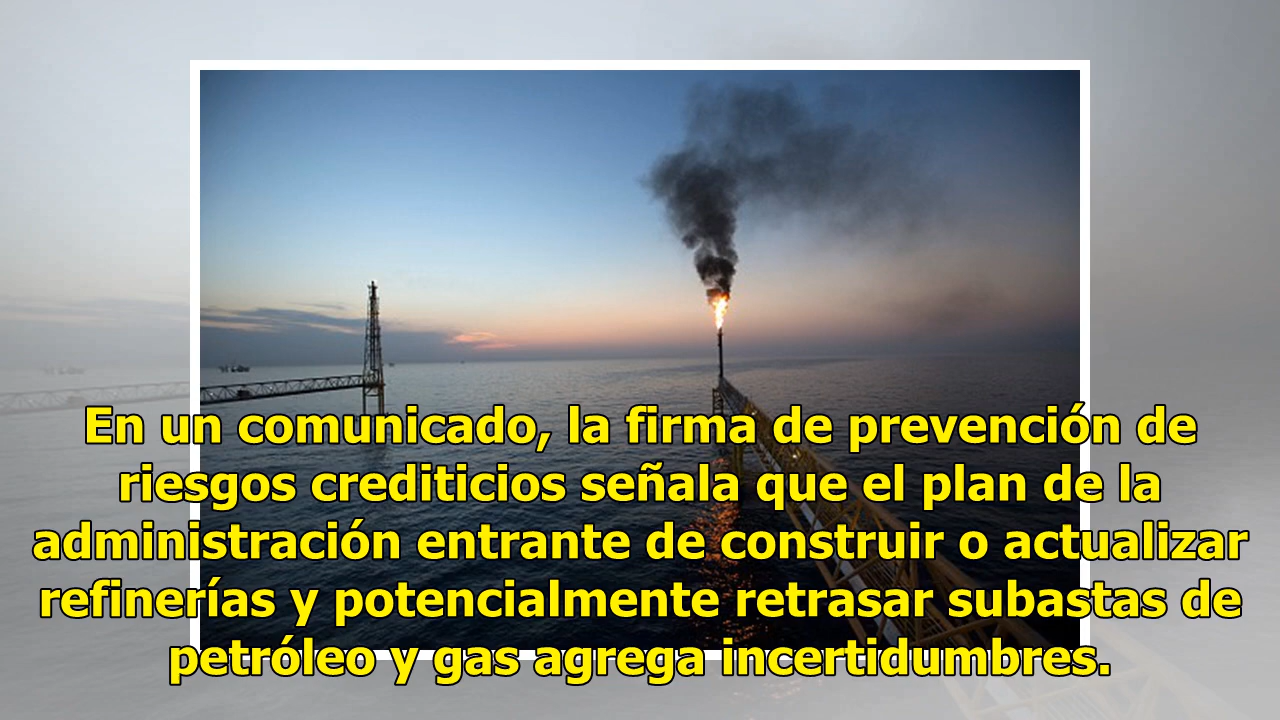 En un comunicado, la firma de prevención de
riesgos crediticios señala que el plan de la
administración entrante de construir o actualizar
refinerías y potencialmente retrasar subastas de
petróleo y gas agrega incertidumbres.